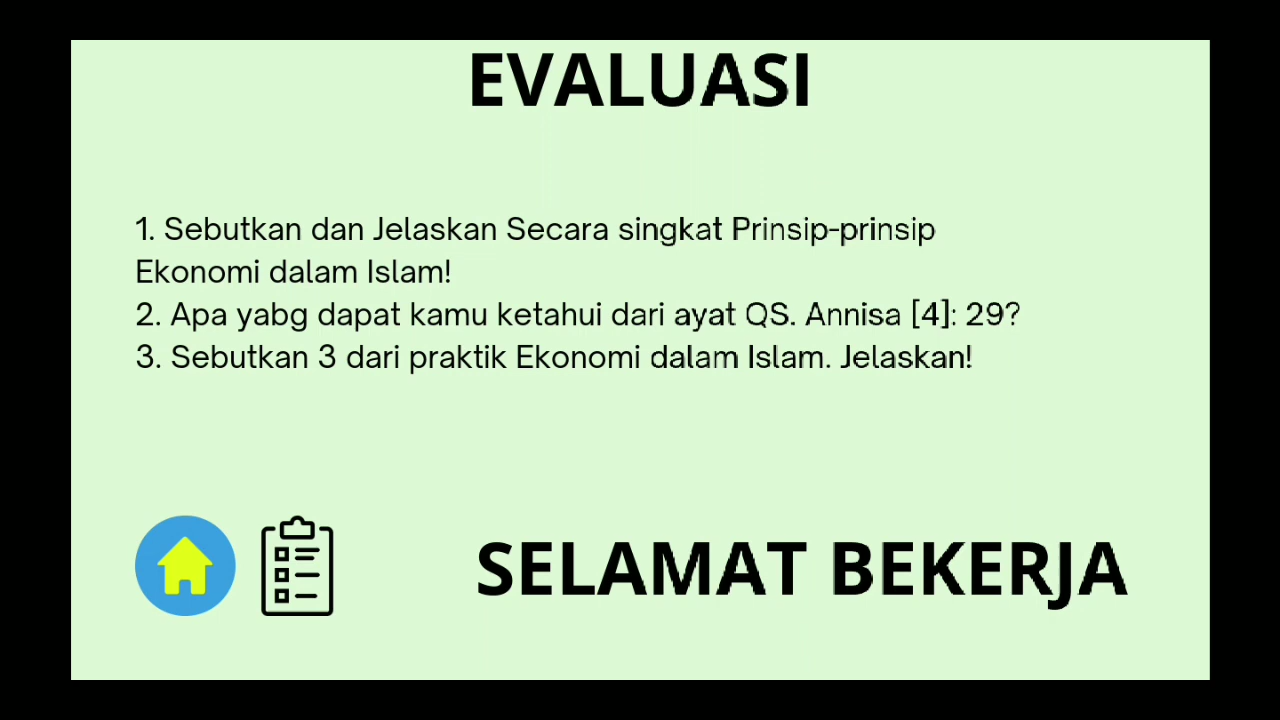 EVALUASI
1. Sebutkan dan Jelaskan Secara singkat Prinsip-prinsip
Ekonomi dalam Islam!
2. Apa yabg dapat kamu ketahui dari ayat QS. Annisa [4]: 29?
3. Sebutkan 3 dari praktik Ekonomi dalam Islam. Jelaskan!
SELAMAT BEKERJA